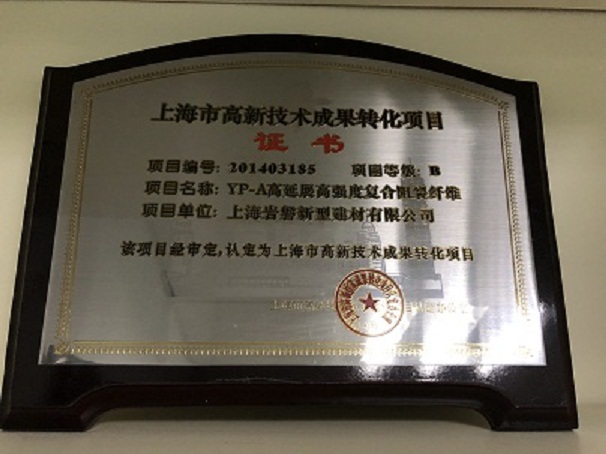 上海市高新技术成果转化项目
证书
项目编号: 201403185 项目等级: B
项目名称: YP-A高延展高强度复合阻裂纤维
项目单位: 上海岩磐新型建材有限公司
该项目经审定,认定为上海市高新技术成果转化项目